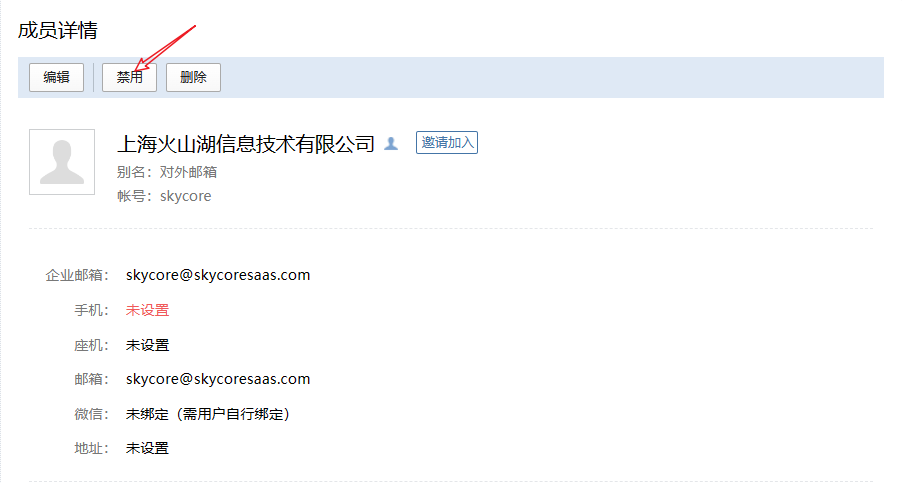 成员详情
编辑 禁用 删除
上海火山湖信息技术有限公司 邀请加入
别名：对外邮箱
帐号：skycore
企业邮箱： skycore@skycoresaas.com
手机： 未设置
座机： 未设置
邮箱： skycore@skycoresaas.com
微信： 未绑定（需用户自行绑定）
地址： 未设置